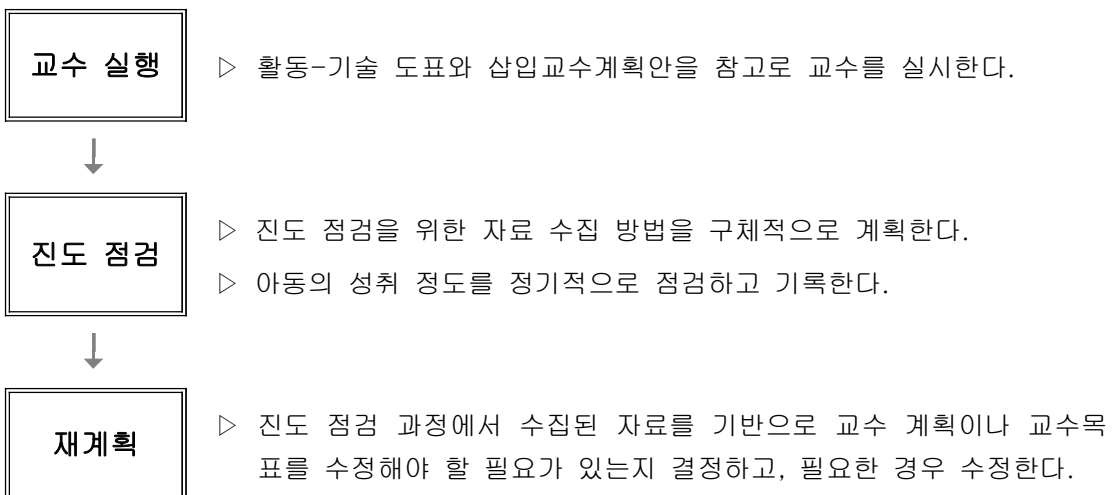 교수 실행
▷ 활동-기술 도표와 삽입교수계획안을 참고로 교수를 실시한다.
↓
진도 점검
▷ 진도 점검을 위한 자료 수집 방법을 구체적으로 계획한다.
▷ 아동의 성취 정도를 정기적으로 점검하고 기록한다.
↓
재계획
▷ 진도 점검 과정에서 수집된 자료를 기반으로 교수 계획이나 교수목
표를 수정해야 할 필요가 있는지 결정하고, 필요한 경우 수정한다.